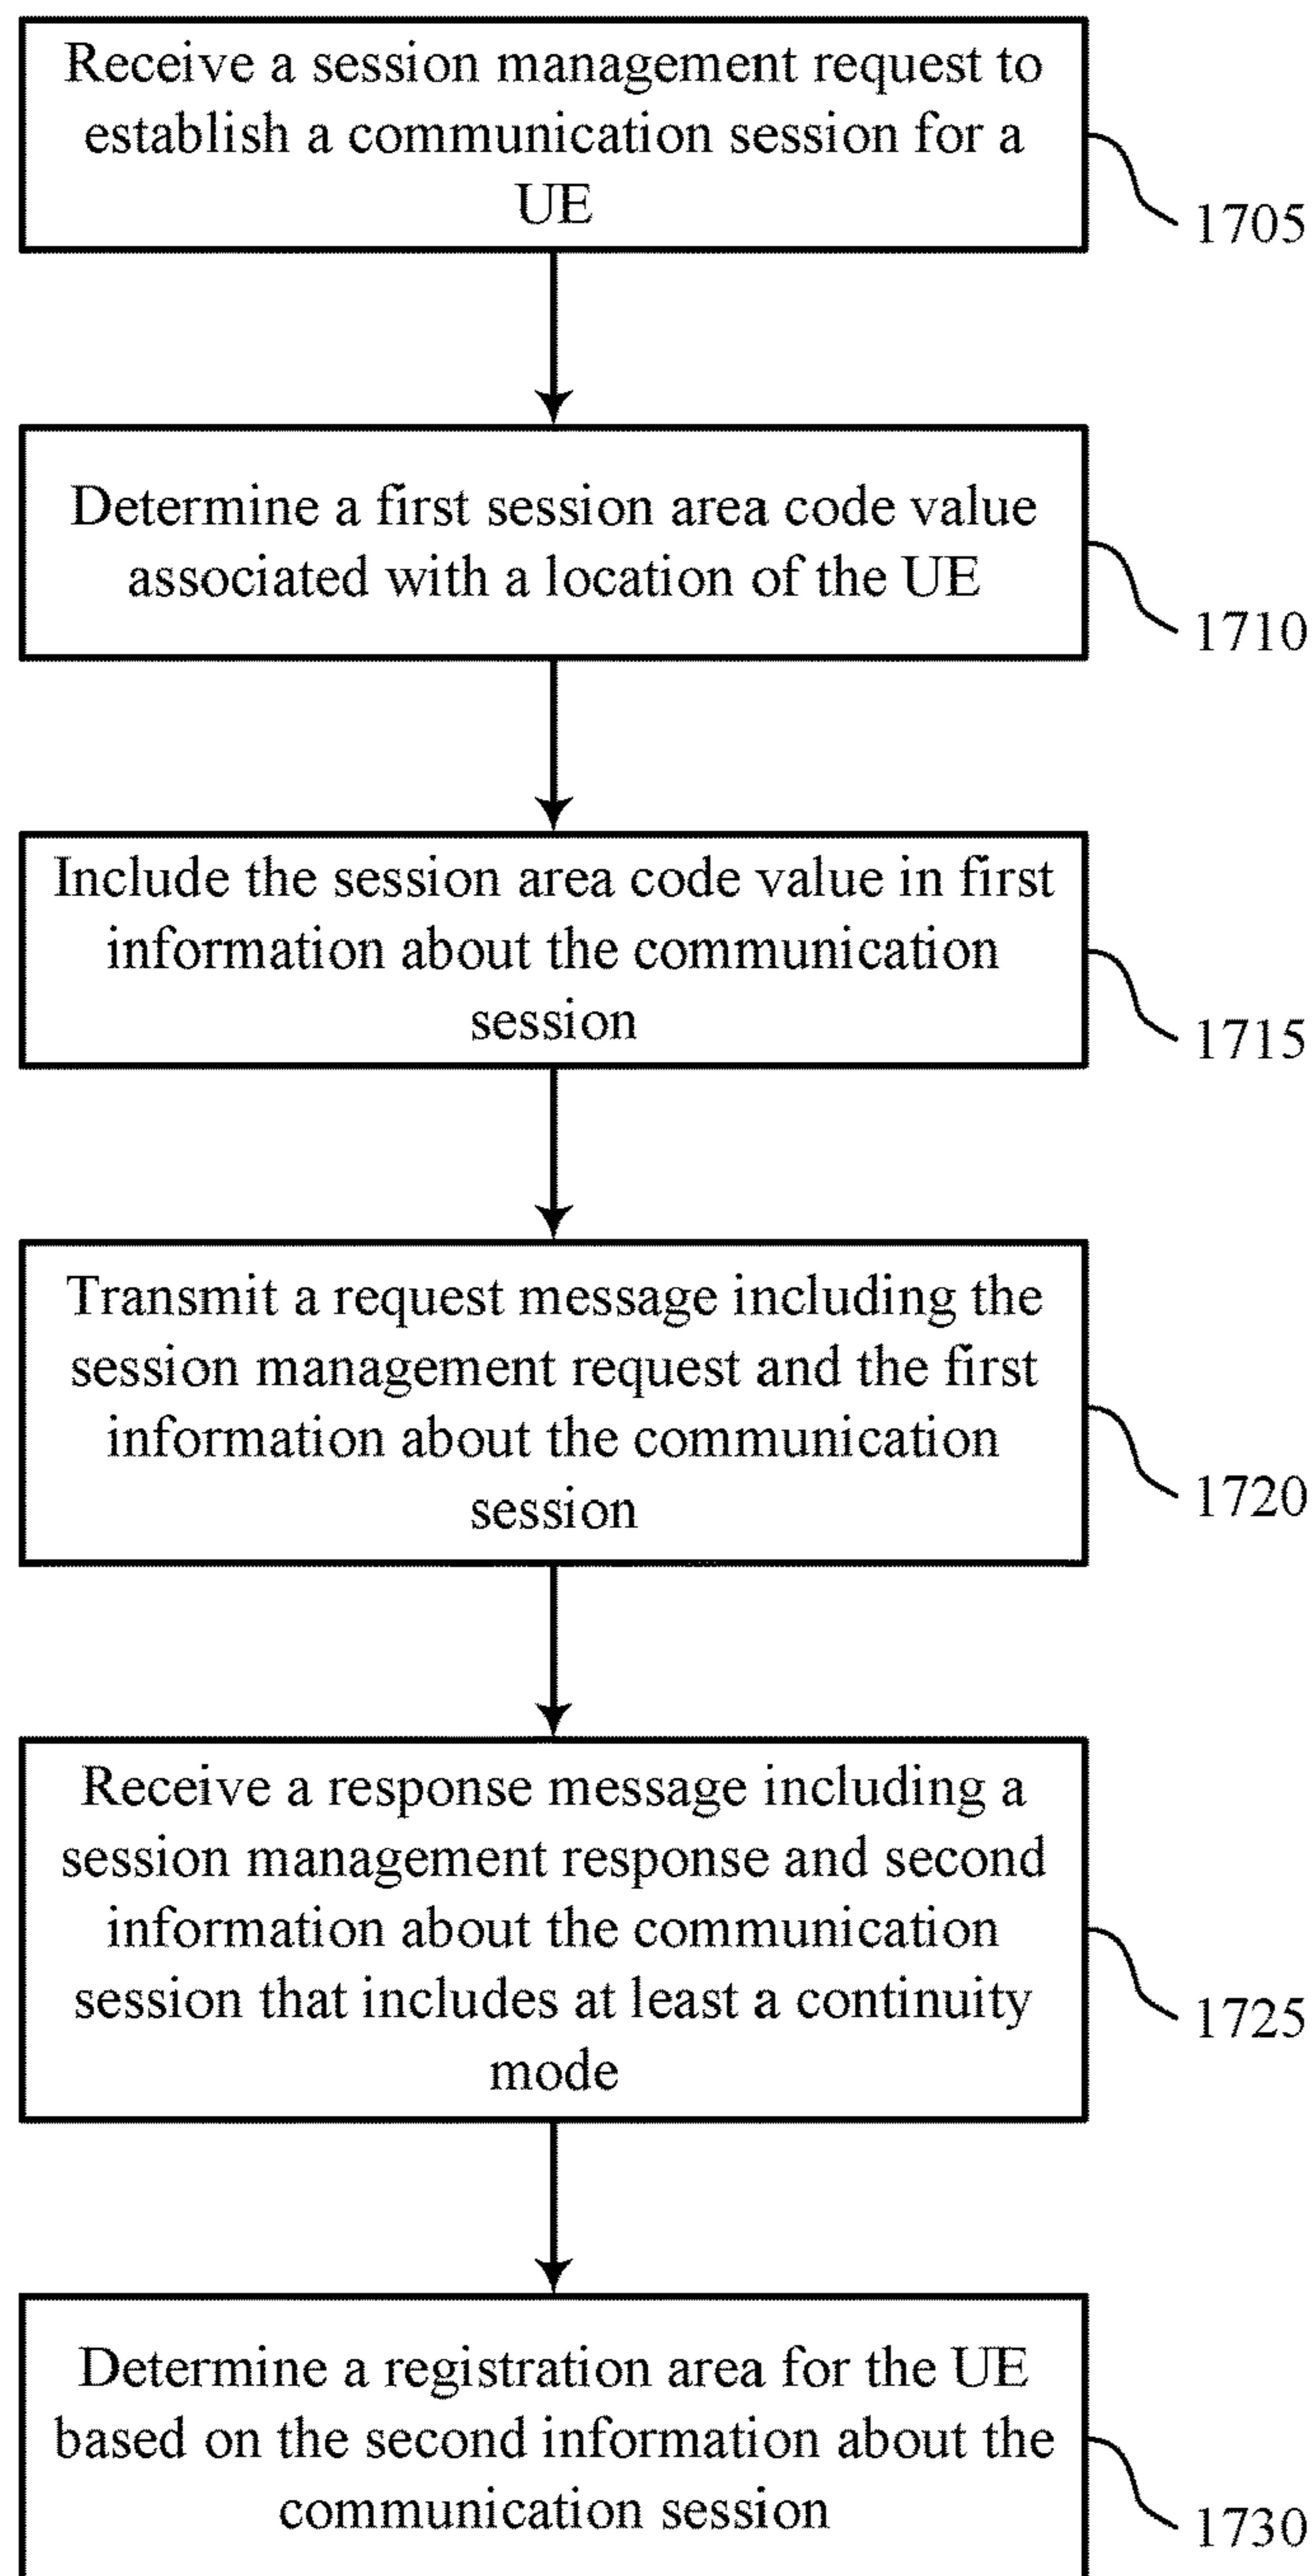 Receive a session management request to
establish a communication session for a
UE
1705
Determine a first session area code value
associated with a location of the UE
1710
Include the session area code value in first
information about the communication
session
1715
Transmit a request message including the
session management request and the first
information about the communication
session
1720
Receive a response message including a
session management response and second
information about the communication
session that includes at least a continuity
mode
1725
Determine a registration area for the UE
based on the second information about the
communication session
1730